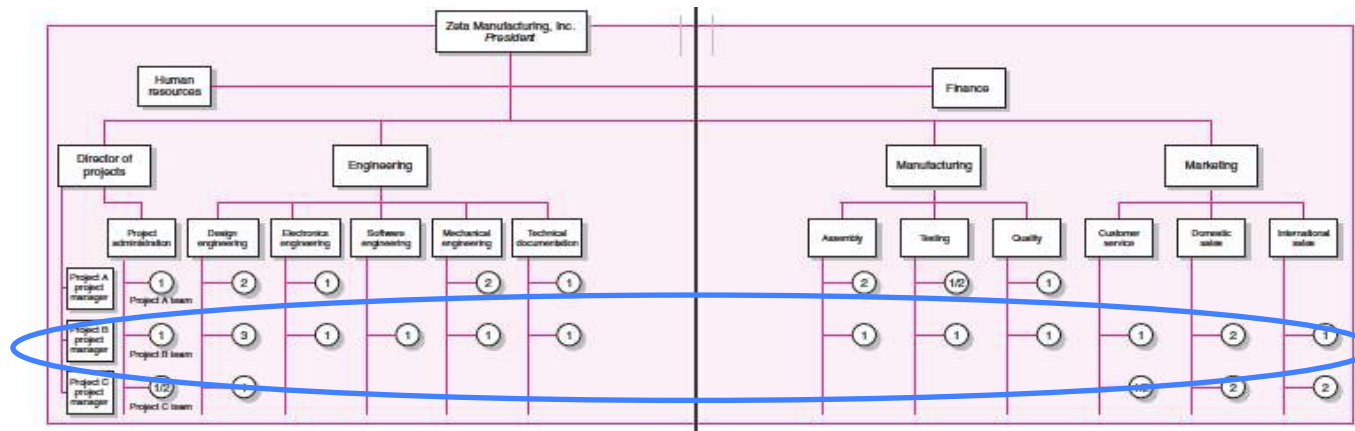 Zeta Manufacturing, Inc.
President
Human
resources
Finance
Director of
projects
Engineering
Manufacturing
Marketing
Project
administration
Design
engineering
Electronics
engineering
Software
engineering
Mechanical
engineering
Technical
documentation
Assembly
Testing
Quality
Customer
service
Domestic
sales
International
sales
Project A
project
manager
1
2
1
2
1
2
1/2
1
Project A team
Project B
project
manager
1
3
1
1
1
1
1
1
1
1
2
1
Project B team
Project C
project
manager
1/2
1
1/2
2
2
Project C team